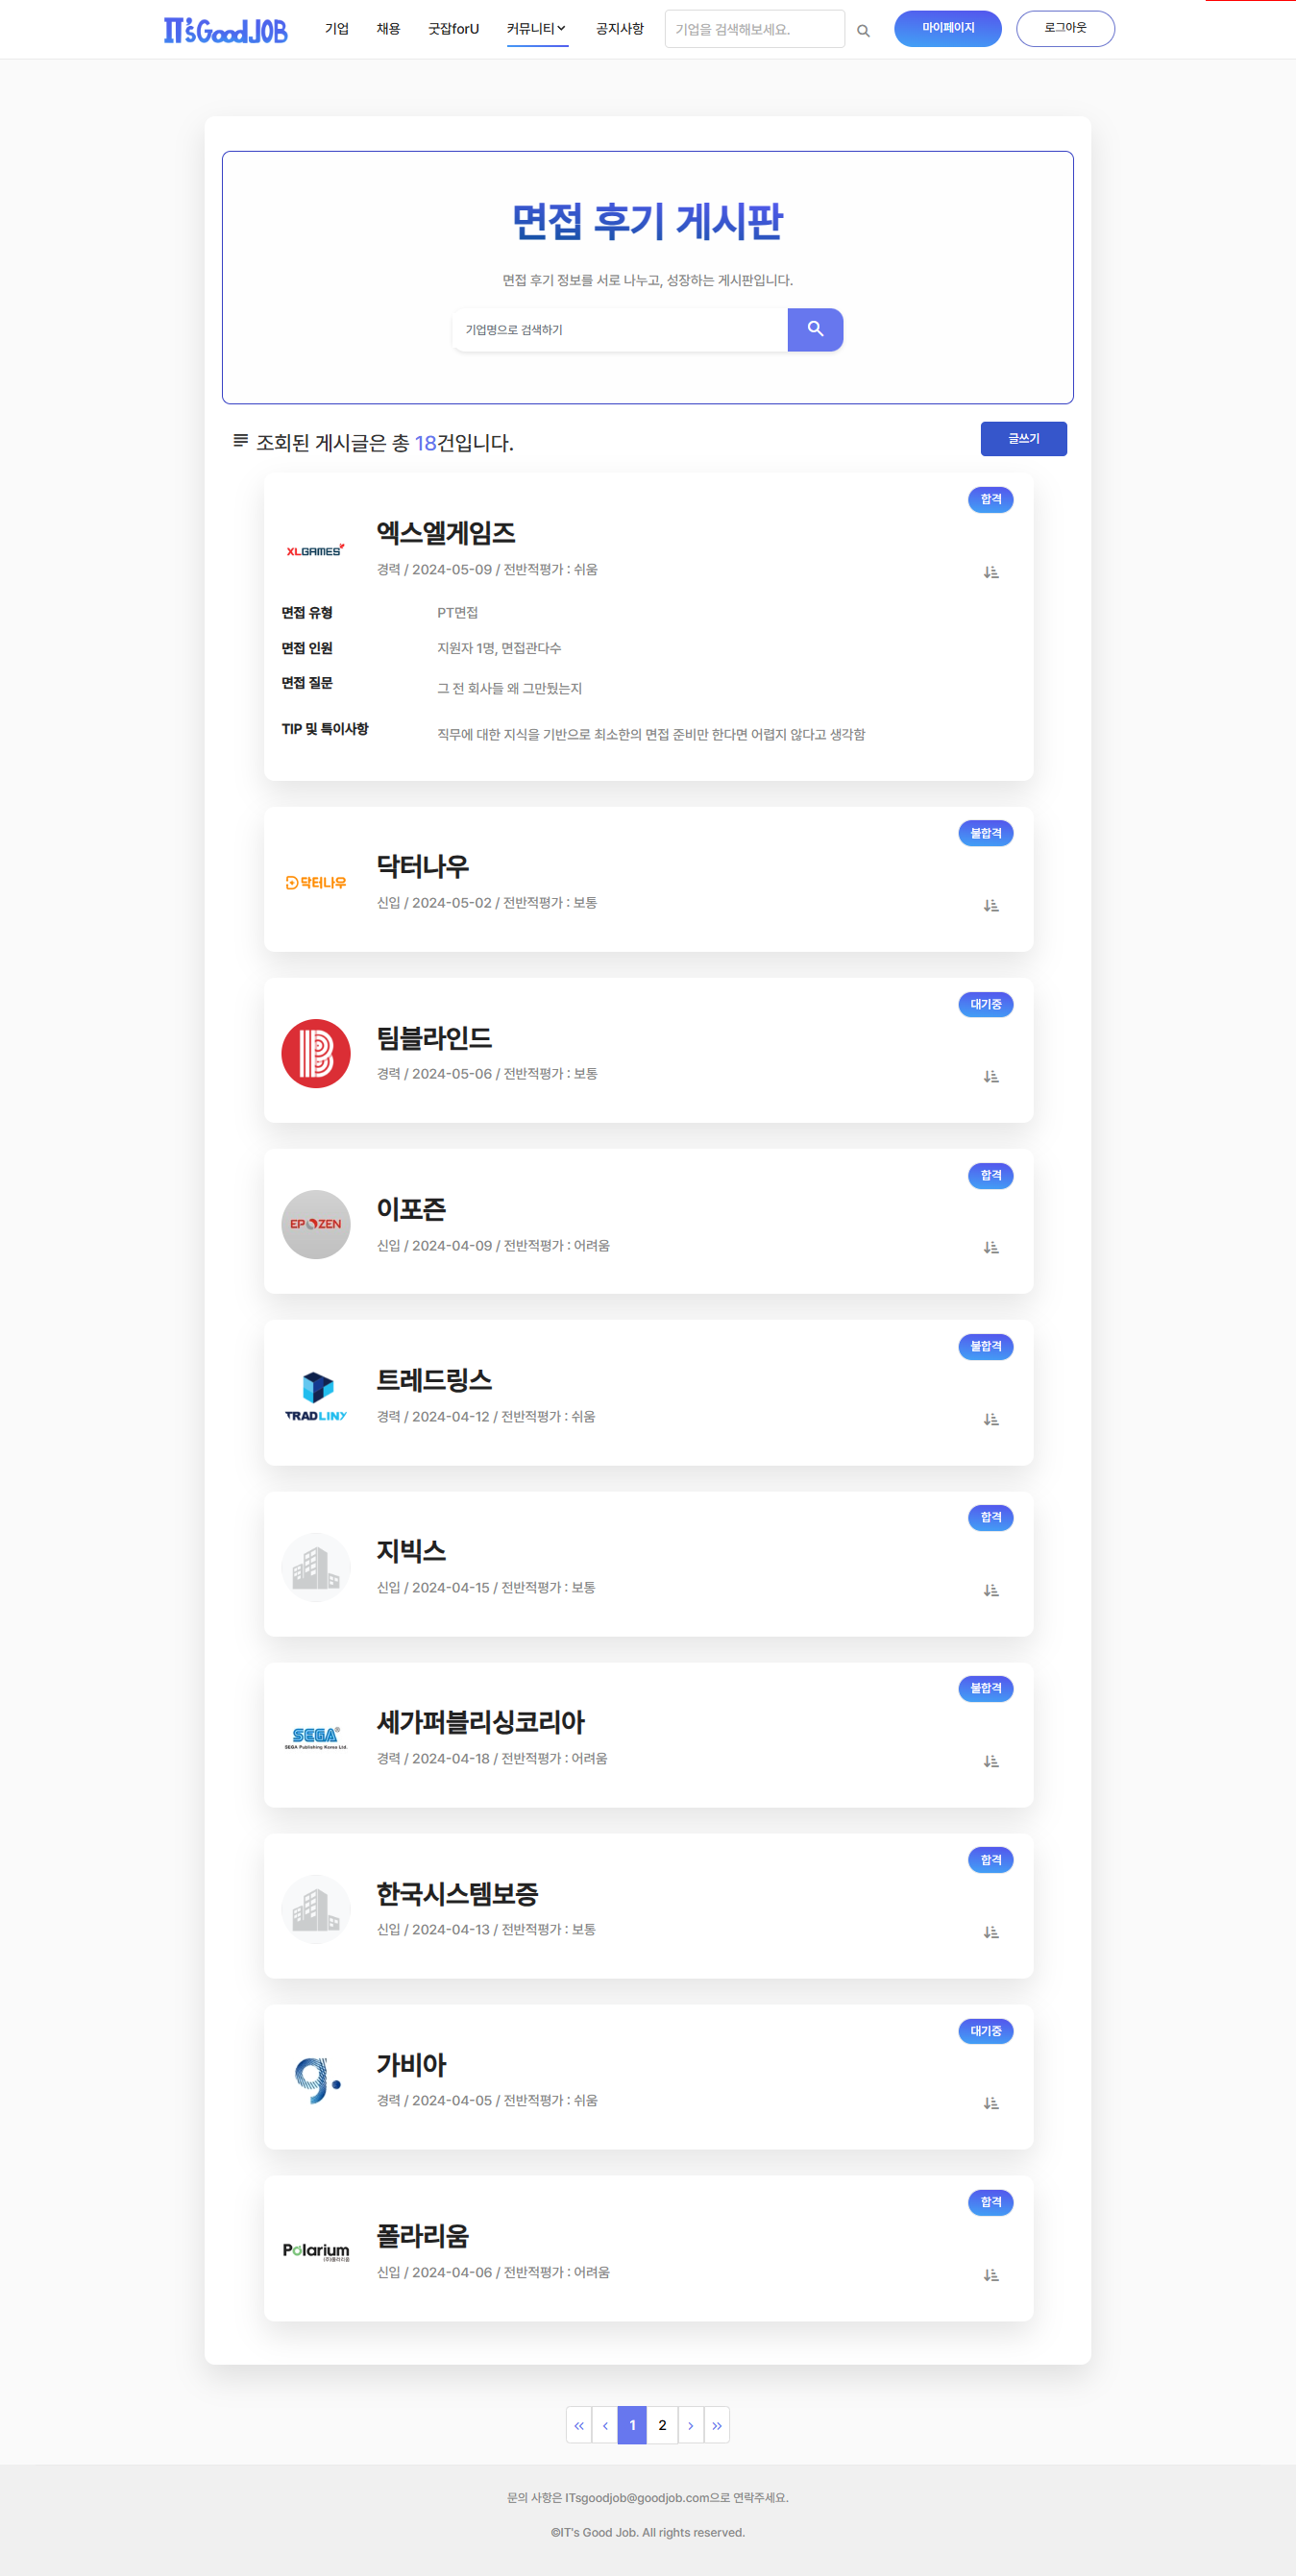 IT'sGoodJOB
기업 채용 굿잡forU 커뮤니티 공지사항 기업을 검색해보세요. 마이페이지 로그아웃
면접 후기 게시판
면접 후기 정보를 서로 나누고, 성장하는 게시판입니다.
기업명으로 검색하기
조회된 게시글은 총 18건입니다. 글쓰기
합격
XLGAMES
엑스엘게임즈
경력 / 2024-05-09 / 전반적평가 : 쉬움
면접 유형 PT면접
면접 인원 지원자 1명, 면접관다수
면접 질문 그 전 회사들 왜 그만뒀는지
TIP 및 특이사항 직무에 대한 지식을 기반으로 최소한의 면접 준비만 한다면 어렵지 않다고 생각함
불합격
닥터나우
닥터나우
신입 / 2024-05-02 / 전반적평가 : 보통
대기중
B
팀블라인드
경력 / 2024-05-06 / 전반적평가 : 보통
합격
EPOZEN
이포즌
신입 / 2024-04-09 / 전반적평가 : 어려움
불합격
TRADLINX
트레드링스
경력 / 2024-04-12 / 전반적평가 : 쉬움
합격
지빅스
신입 / 2024-04-15 / 전반적평가 : 보통
불합격
SEGA®
SEGA Publishing Korea Ltd.
세가퍼블리싱코리아
경력 / 2024-04-18 / 전반적평가 : 어려움
합격
한국시스템보증
신입 / 2024-04-13 / 전반적평가 : 보통
대기중
g.
가비아
경력 / 2024-04-05 / 전반적평가 : 쉬움
합격
Polarium
(주)폴라리움
폴라리움
신입 / 2024-04-06 / 전반적평가 : 어려움
« ‹ 1 2 › »
문의 사항은 ITsgoodjob@goodjob.com으로 연락주세요.
©IT's Good Job. All rights reserved.